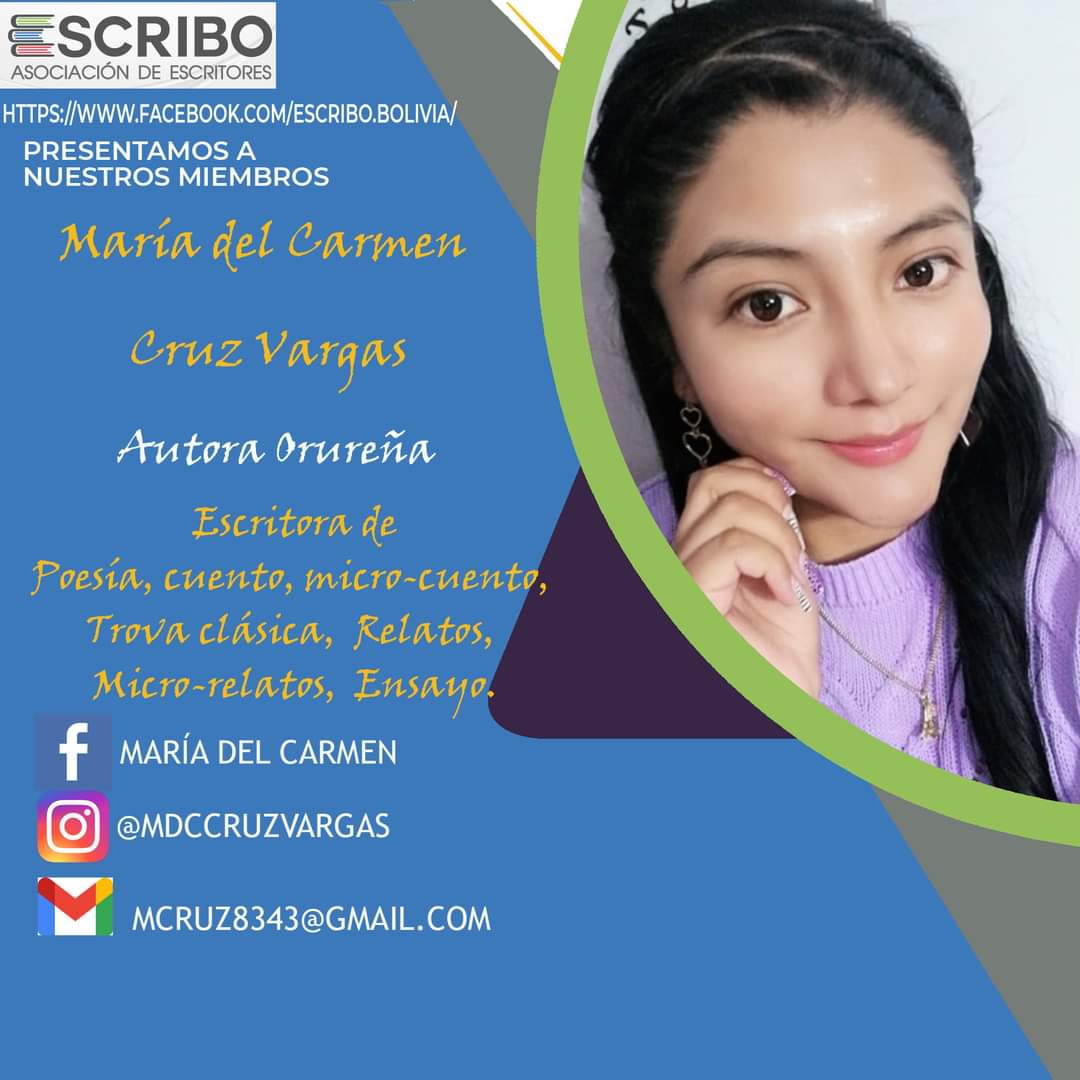 ESCRIBO
ASOCIACIÓN DE ESCRITORES
HTTPS://WWW.FACEBOOK.COM/ESCRIBO.BOLIVIA/
PRESENTAMOS A
NUESTROS MIEMBROS
María del Carmen
Cruz Vargas
Autora Orureña
Escritora de
Poesía, cuento, micro-cuento,
Trova clásica, Relatos,
Micro-relatos, Ensayo.
MARÍA DEL CARMEN
@MDCCRUZVARGAS
MCRUZ8343@GMAIL.COM